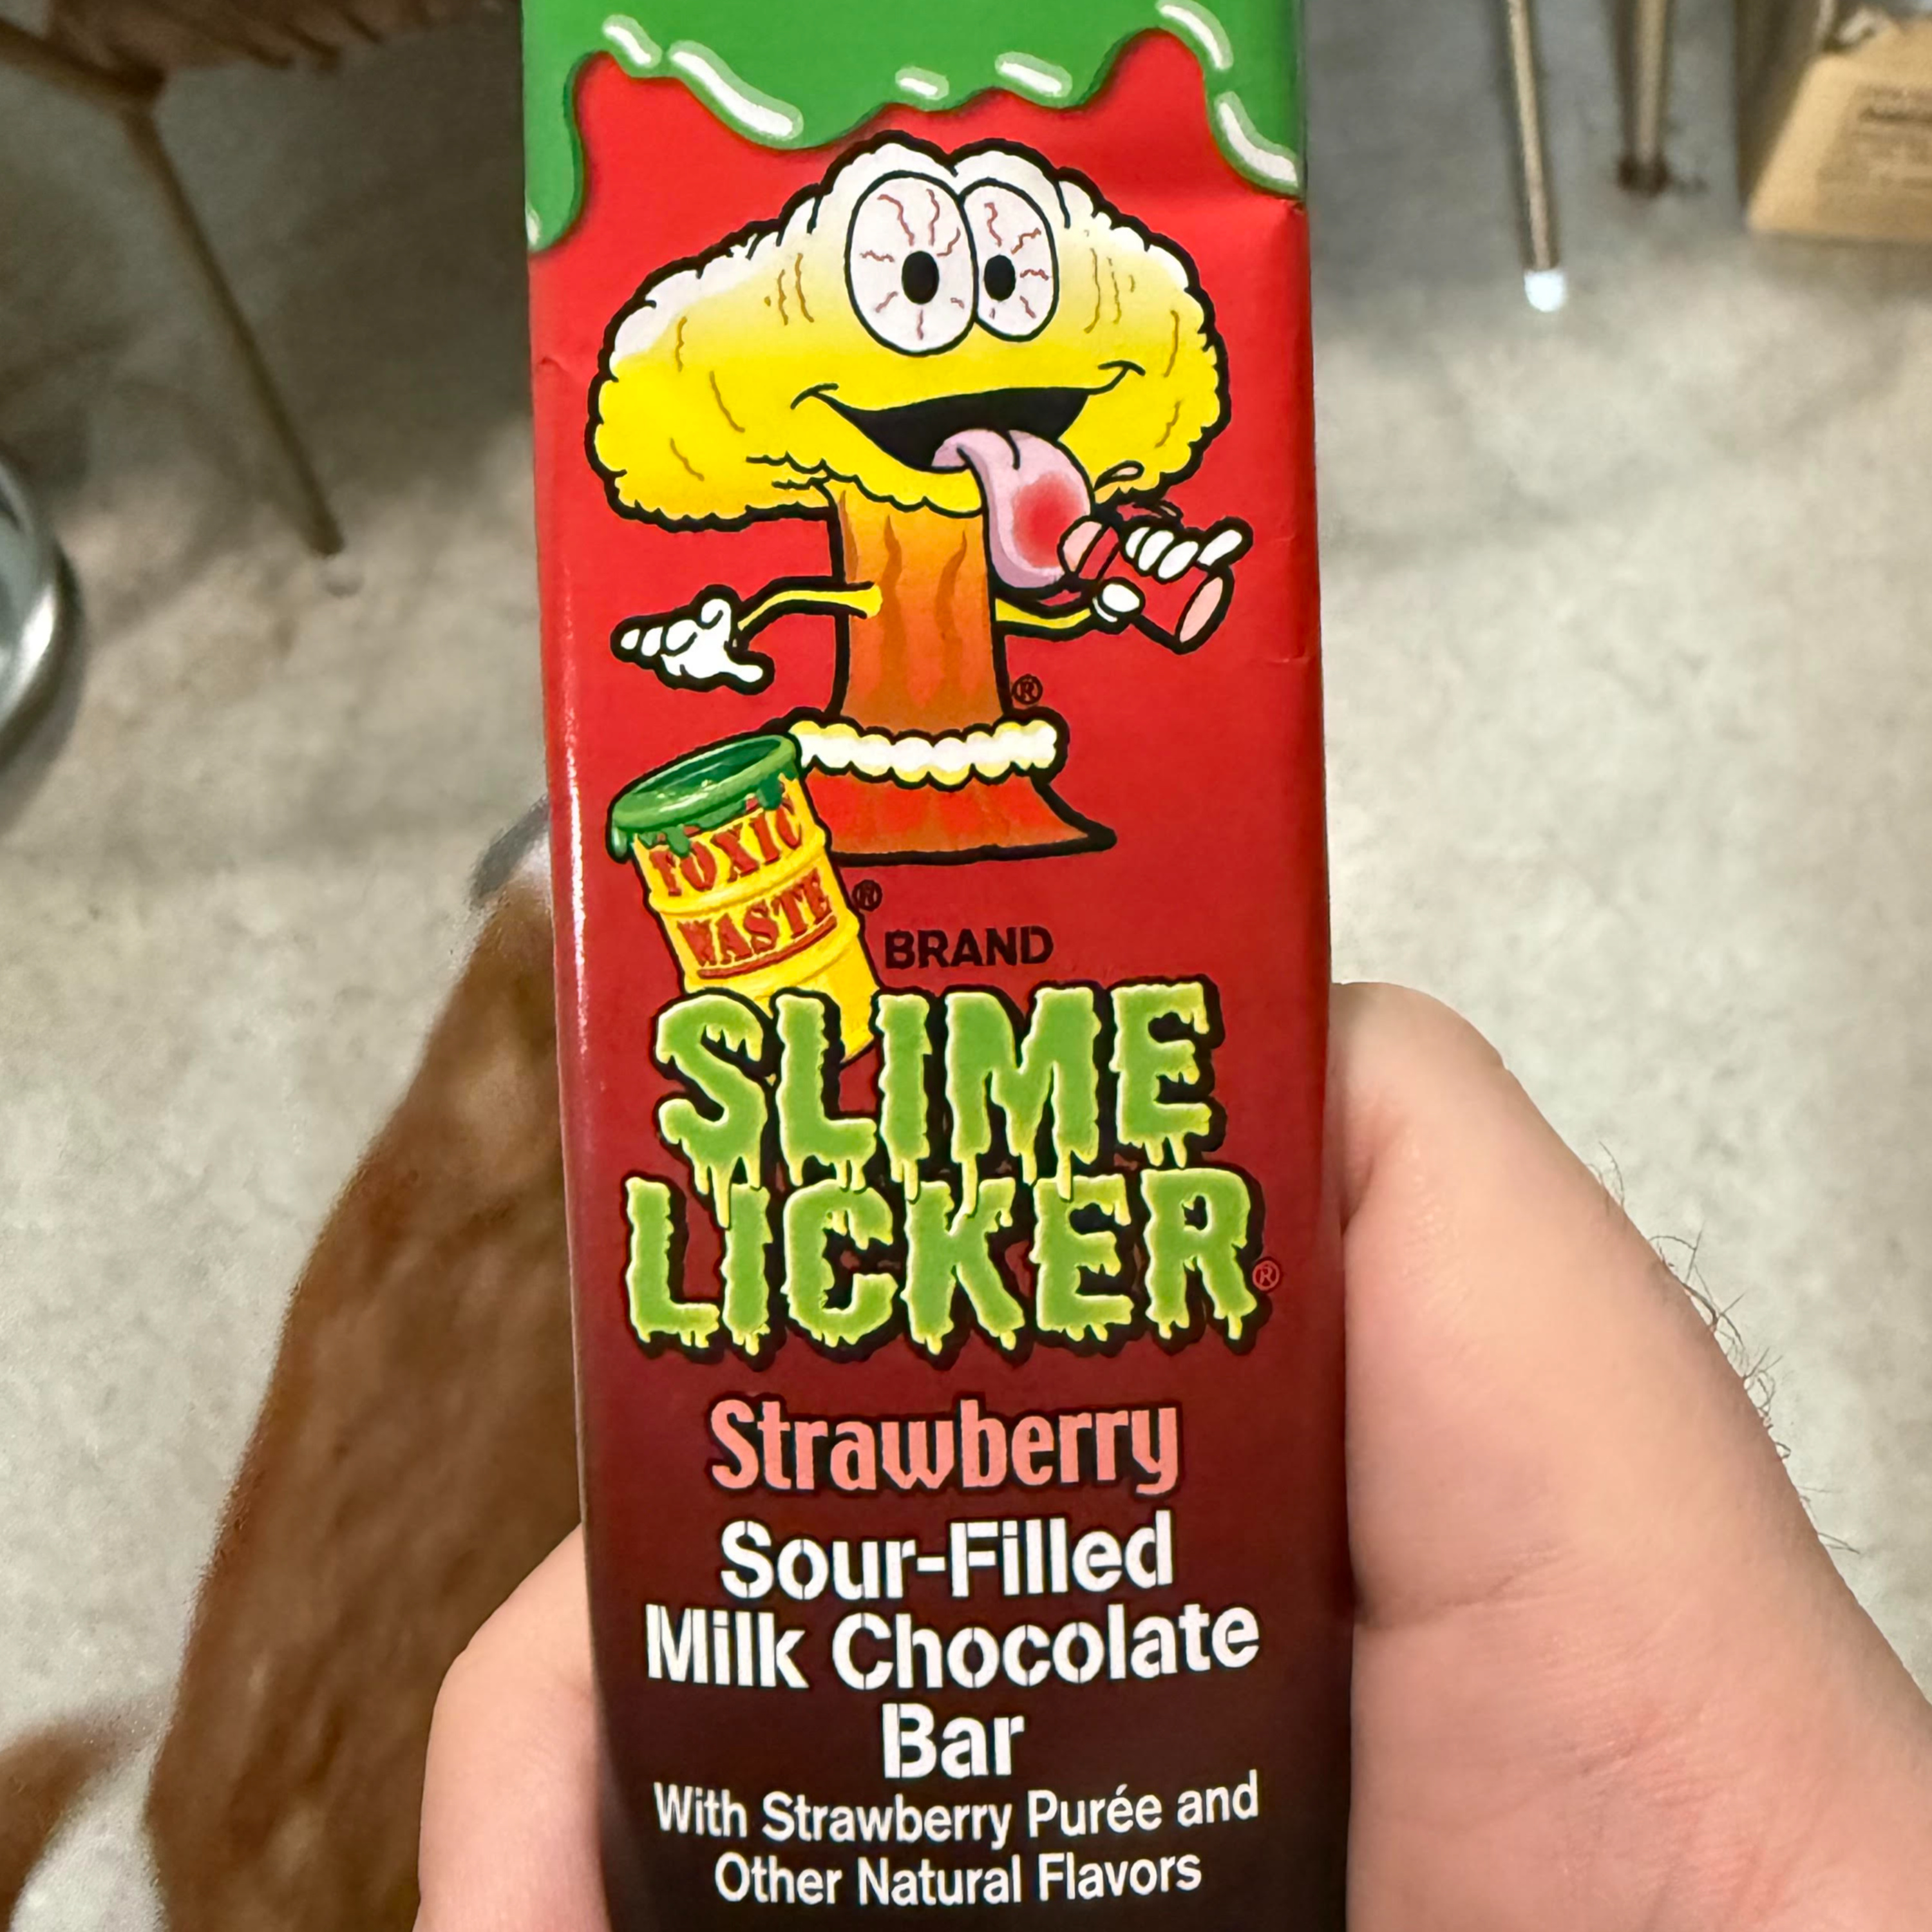 ®
TOXIC
WASTE®
BRAND
SLIME
LICKER®
Strawberry
Sour-Filled
Milk Chocolate
Bar
With Strawberry Purée and
Other Natural Flavors